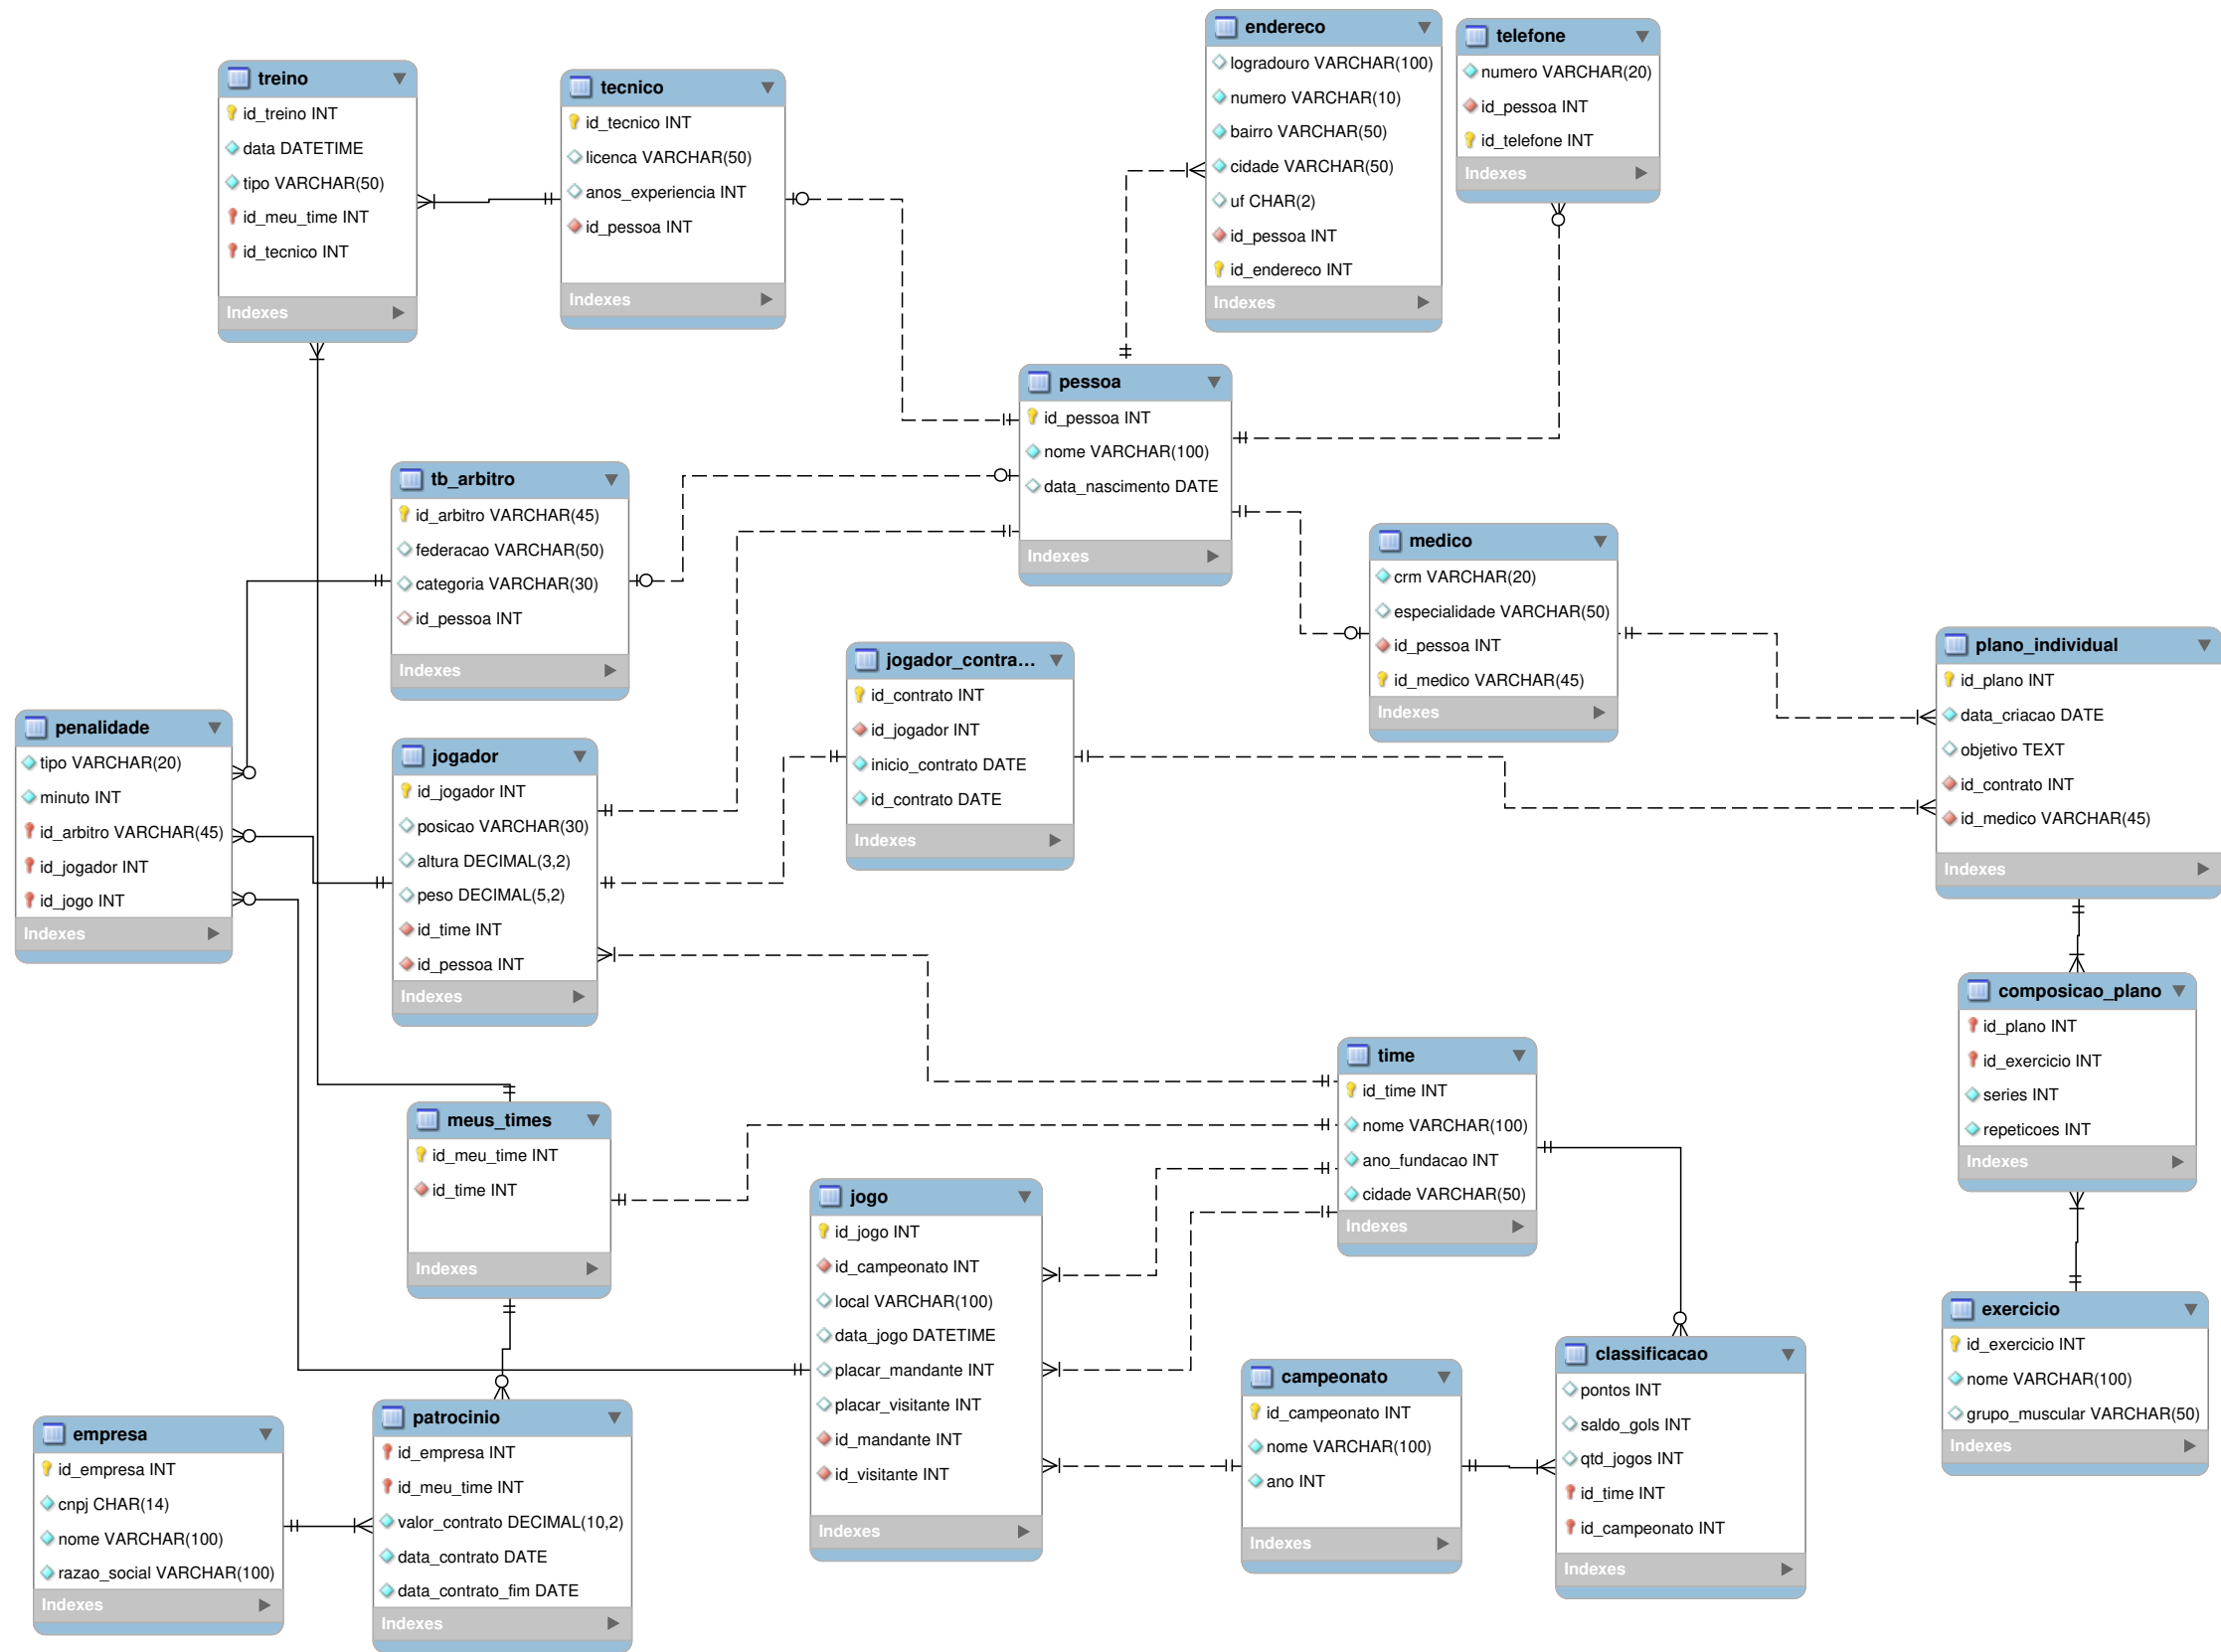 endereco
logradouro VARCHAR(100)
numero VARCHAR(10)
bairro VARCHAR(50)
cidade VARCHAR(50)
uf CHAR(2)
id_pessoa INT
id_endereco INT
Indexes
telefone
numero VARCHAR(20)
id_pessoa INT
id_telefone INT
Indexes
treino
id_treino INT
data DATETIME
tipo VARCHAR(50)
id_meu_time INT
id_tecnico INT
Indexes
tecnico
id_tecnico INT
licenca VARCHAR(50)
anos_experiencia INT
id_pessoa INT
Indexes
pessoa
id_pessoa INT
nome VARCHAR(100)
data_nascimento DATE
Indexes
tb_arbitro
id_arbitro VARCHAR(45)
federacao VARCHAR(50)
categoria VARCHAR(30)
id_pessoa INT
Indexes
medico
crm VARCHAR(20)
especialidade VARCHAR(50)
id_pessoa INT
id_medico VARCHAR(45)
Indexes
jogador_contra...
id_contrato INT
id_jogador INT
inicio_contrato DATE
id_contrato DATE
Indexes
plano_individual
id_plano INT
data_criacao DATE
objetivo TEXT
id_contrato INT
id_medico VARCHAR(45)
Indexes
penalidade
tipo VARCHAR(20)
minuto INT
id_arbitro VARCHAR(45)
id_jogador INT
id_jogo INT
Indexes
jogador
id_jogador INT
posicao VARCHAR(30)
altura DECIMAL(3,2)
peso DECIMAL(5,2)
id_time INT
id_pessoa INT
Indexes
composicao_plano
id_plano INT
id_exercicio INT
series INT
repeticoes INT
Indexes
time
id_time INT
nome VARCHAR(100)
ano_fundacao INT
cidade VARCHAR(50)
Indexes
meus_times
id_meu_time INT
id_time INT
Indexes
jogo
id_jogo INT
id_campeonato INT
local VARCHAR(100)
data_jogo DATETIME
placar_mandante INT
placar_visitante INT
id_mandante INT
id_visitante INT
Indexes
exercicio
id_exercicio INT
nome VARCHAR(100)
grupo_muscular VARCHAR(50)
Indexes
classificacao
pontos INT
saldo_gols INT
qtd_jogos INT
id_time INT
id_campeonato INT
Indexes
campeonato
id_campeonato INT
nome VARCHAR(100)
ano INT
Indexes
patrocinio
id_empresa INT
id_meu_time INT
valor_contrato DECIMAL(10,2)
data_contrato DATE
data_contrato_fim DATE
Indexes
empresa
id_empresa INT
cnpj CHAR(14)
nome VARCHAR(100)
razao_social VARCHAR(100)
Indexes